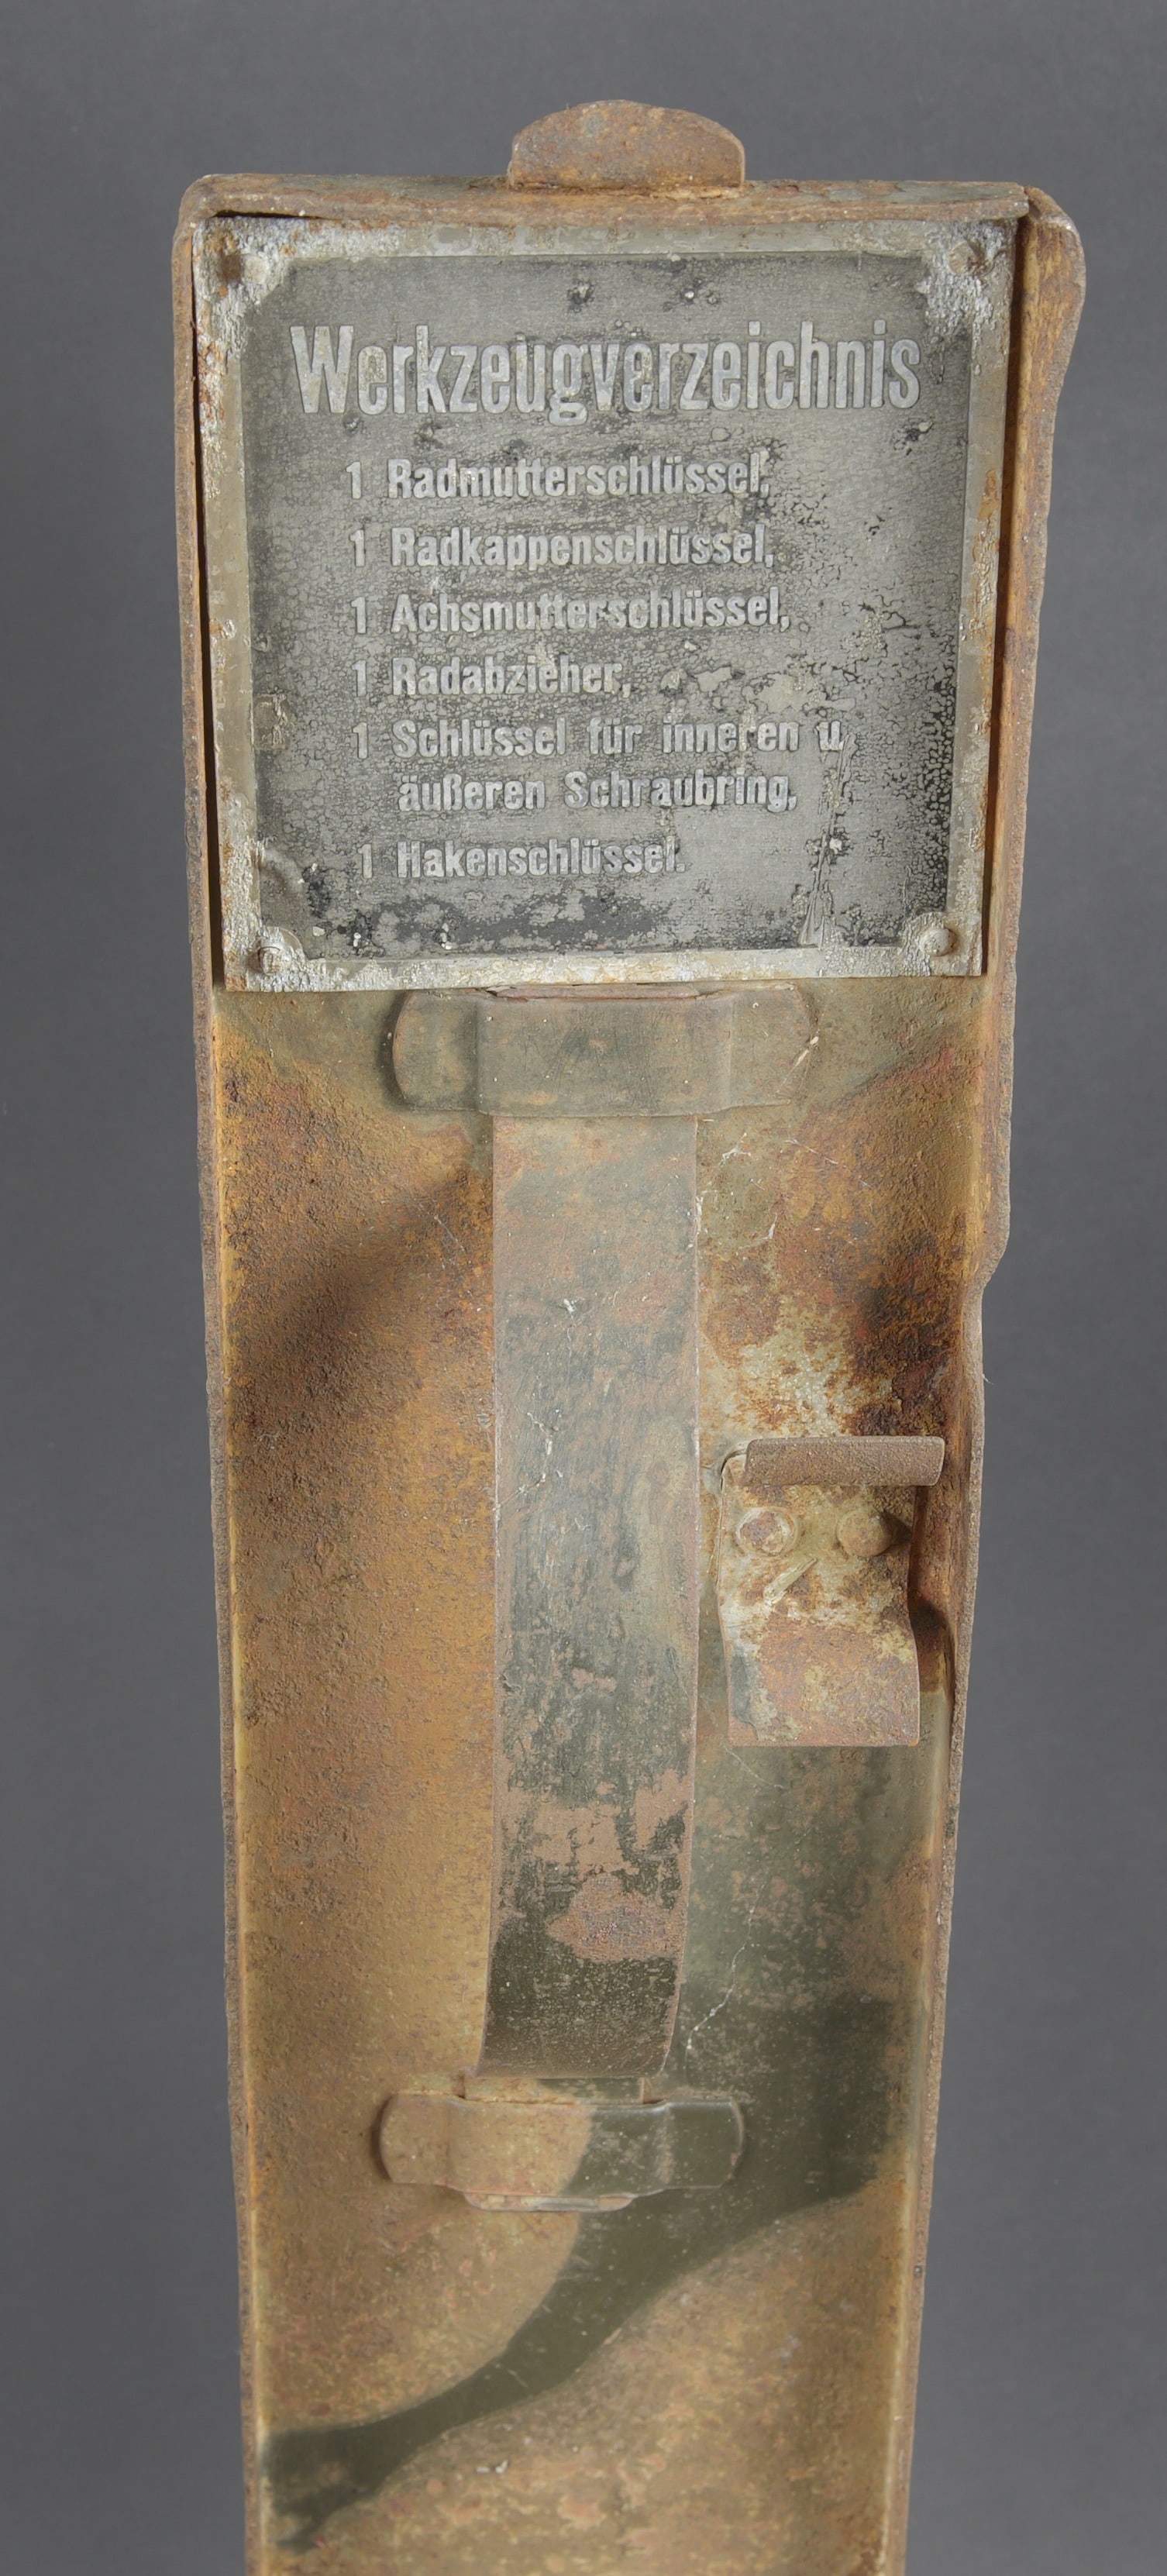 Werkzeugverzeichnis
1 Radmutterschlüssel,
1 Radkappenschlüssel,
1 Achsmutterschlüssel,
1 Radabzieher,
1 Schlüssel für inneren u.
äußeren Schraubring,
1 Hakenschlüssel.